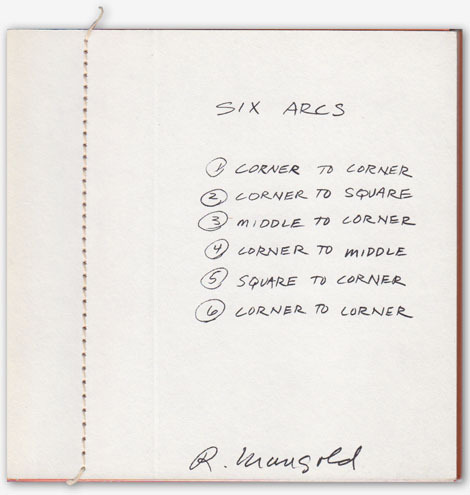 SIX ARCS
① CORNER TO CORNER
② CORNER TO SQUARE
③ MIDDLE TO CORNER
④ CORNER TO MIDDLE
⑤ SQUARE TO CORNER
⑥ CORNER TO CORNER
R. Mangold